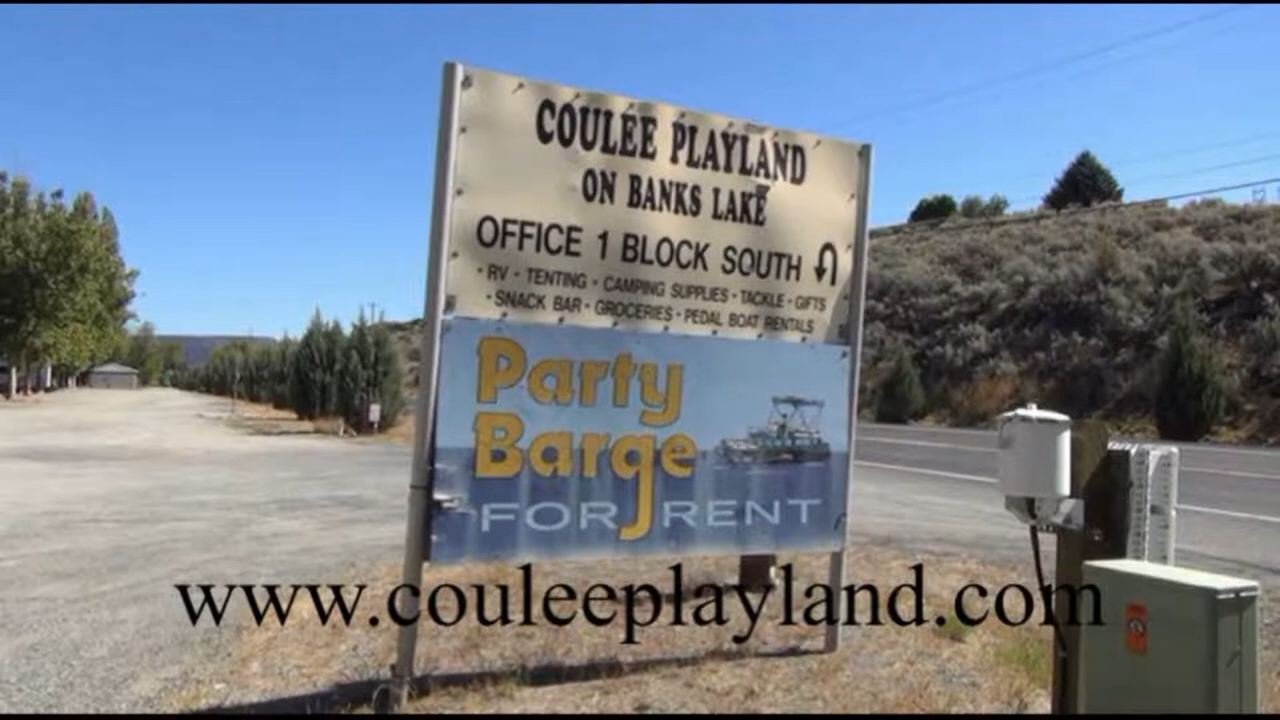 COULEE PLAYLAND
ON BANKS LAKE
OFFICE 1 BLOCK SOUTH
• RV • TENTING • CAMPING SUPPLIES • TACKLE • GIFTS
• SNACK BAR • GROCERIES • PEDAL BOAT RENTALS
Party
Barge
FOR RENT
www.couleeplayland.com